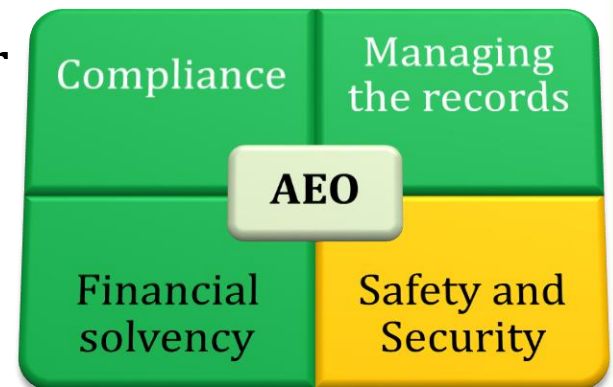 Compliance
Managing
the records
AEO
Financial
solvency
Safety and
Security